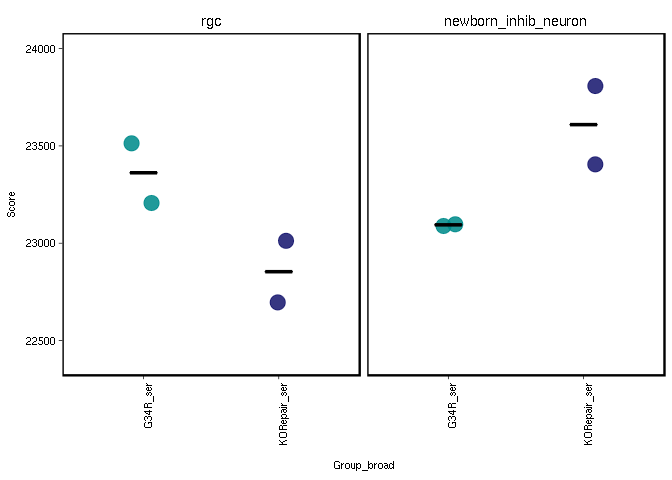 rgc
newborn_inhib_neuron
24000
23500
23000
22500
Score
G34R_ser
KORepair_ser
G34R_ser
KORepair_ser
Group_broad